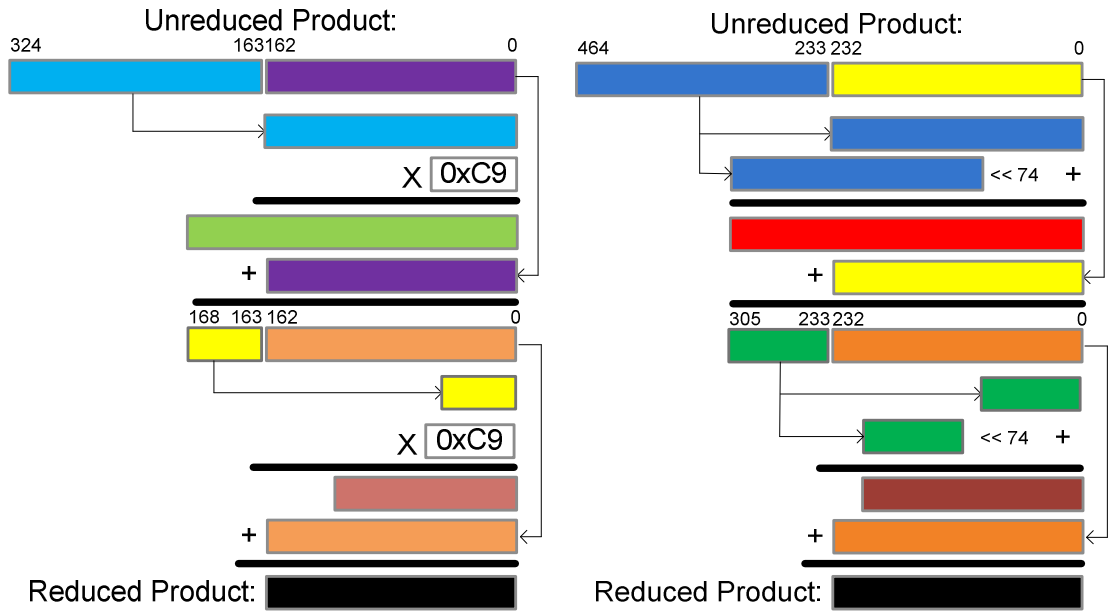 Unreduced Product:
324 163 162 0
X 0xC9
+
168 163 162 0
X 0xC9
+
Reduced Product:
Unreduced Product:
464 233 232 0
<< 74 +
+
305 233 232 0
<< 74 +
+
Reduced Product: